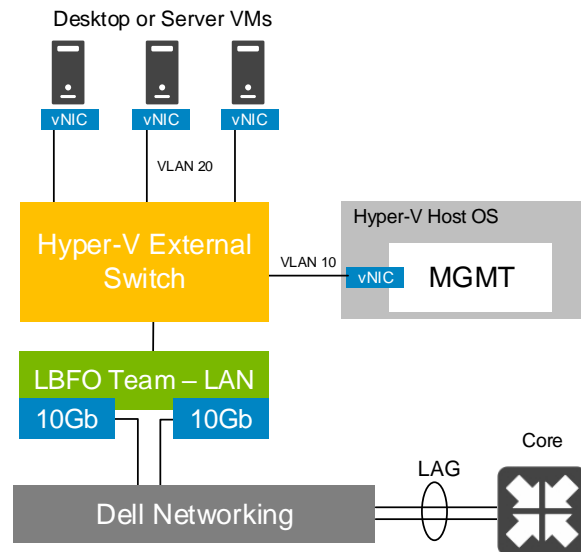 Desktop or Server VMs
vNIC
vNIC
vNIC
VLAN 20
Hyper-V External
Switch
VLAN 10
Hyper-V Host OS
vNIC
MGMT
LBFO Team – LAN
10Gb
10Gb
Core
LAG
Dell Networking